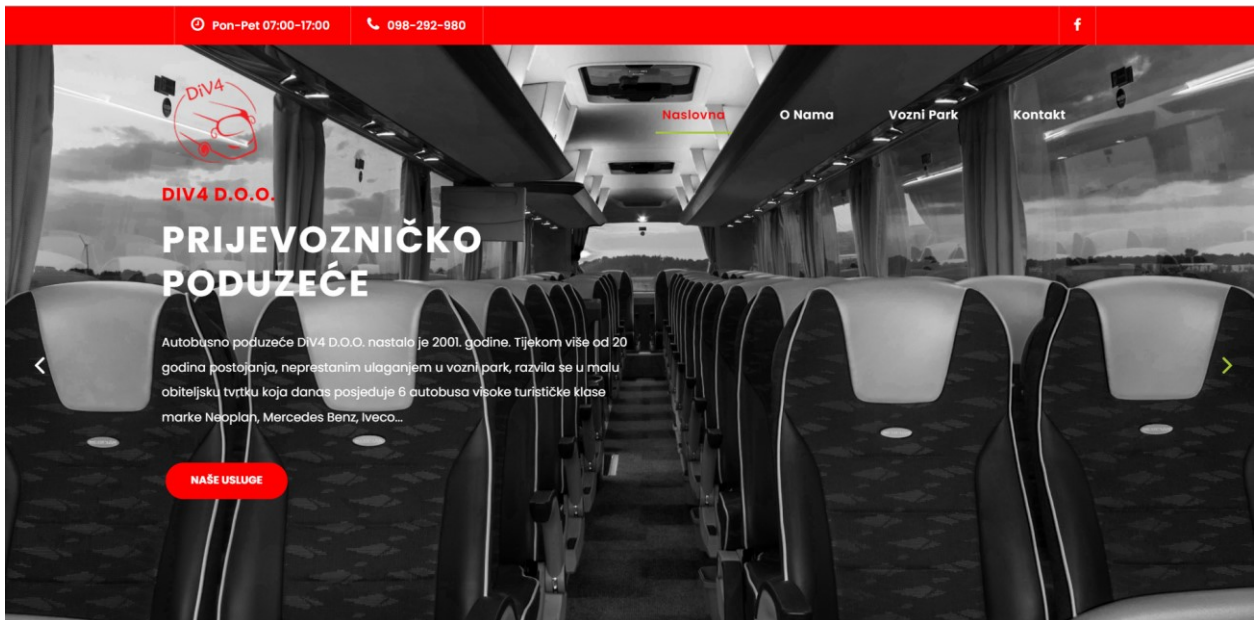 Pon-Pet 07:00-17:00
098-292-980
f
DiV4
Naslovna
O Nama
Vozni Park
Kontakt
DIV4 D.O.O.
PRIJEVOZNIČKO
PODUZEĆE
Autobusno poduzeće DiV4 D.O.O. nastalo je 2001. godine. Tijekom više od 20
godina postojanja, neprestanim ulaganjem u vozni park, razvila se u malu
obiteljsku tvrtku koja danas posjeduje 6 autobusa visoke turističke klase
marke Neoplan, Mercedes Benz, Iveco...
NAŠE USLUGE